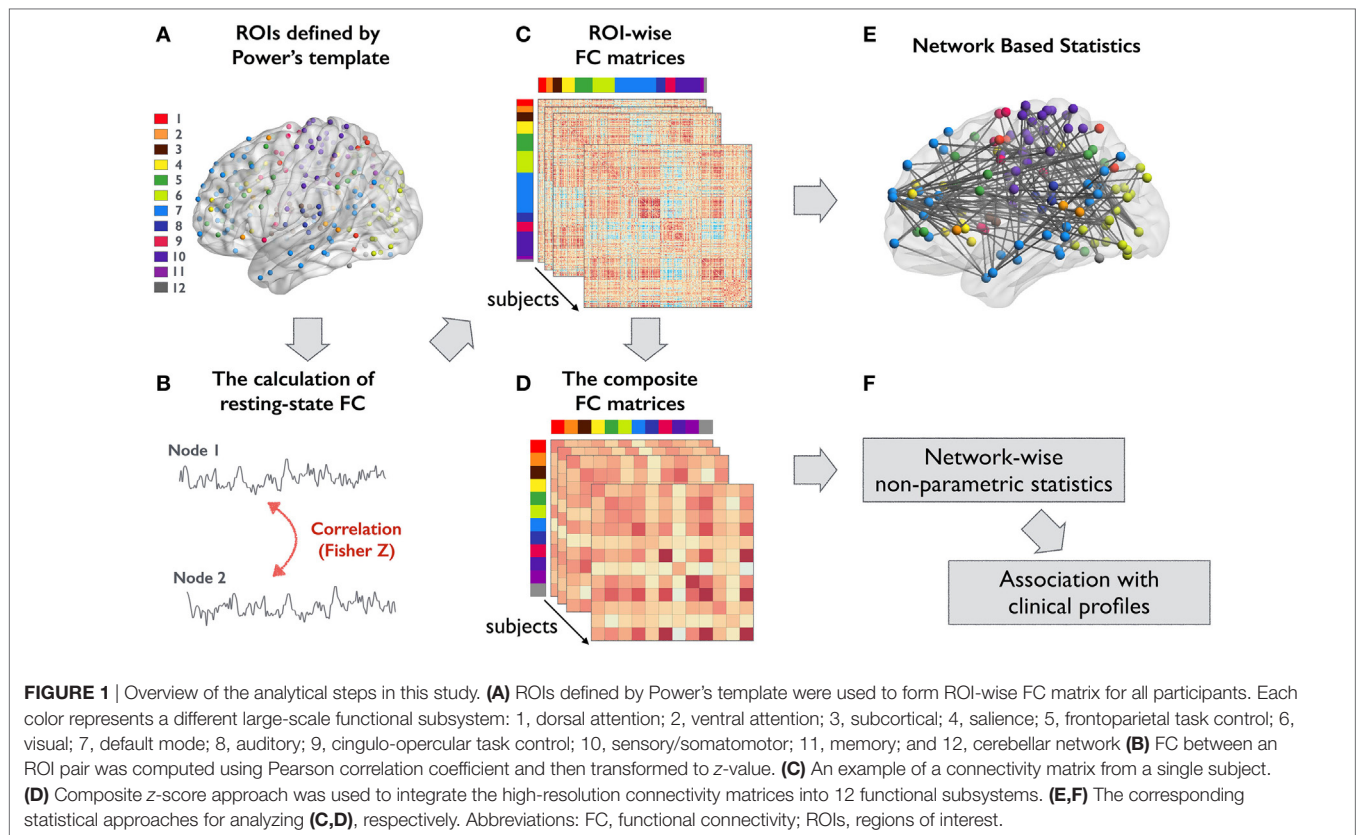 A
ROIs defined by
Power's template
1
2
3
4
5
6
7
8
9
10
11
12
B
The calculation of
resting-state FC
Node 1
Correlation
(Fisher Z)
Node 2
C
ROI-wise
FC matrices
subjects
D
The composite
FC matrices
subjects
E
Network Based Statistics
F
Network-wise
non-parametric statistics
Association with
clinical profiles
FIGURE 1 | Overview of the analytical steps in this study. (A) ROIs defined by Power's template were used to form ROI-wise FC matrix for all participants. Each
color represents a different large-scale functional subsystem: 1, dorsal attention; 2, ventral attention; 3, subcortical; 4, salience; 5, frontoparietal task control; 6,
visual; 7, default mode; 8, auditory; 9, cingulo-opercular task control; 10, sensory/somatomotor; 11, memory; and 12, cerebellar network (B) FC between an
ROI pair was computed using Pearson correlation coefficient and then transformed to z-value. (C) An example of a connectivity matrix from a single subject.
(D) Composite z-score approach was used to integrate the high-resolution connectivity matrices into 12 functional subsystems. (E,F) The corresponding
statistical approaches for analyzing (C,D), respectively. Abbreviations: FC, functional connectivity; ROIs, regions of interest.